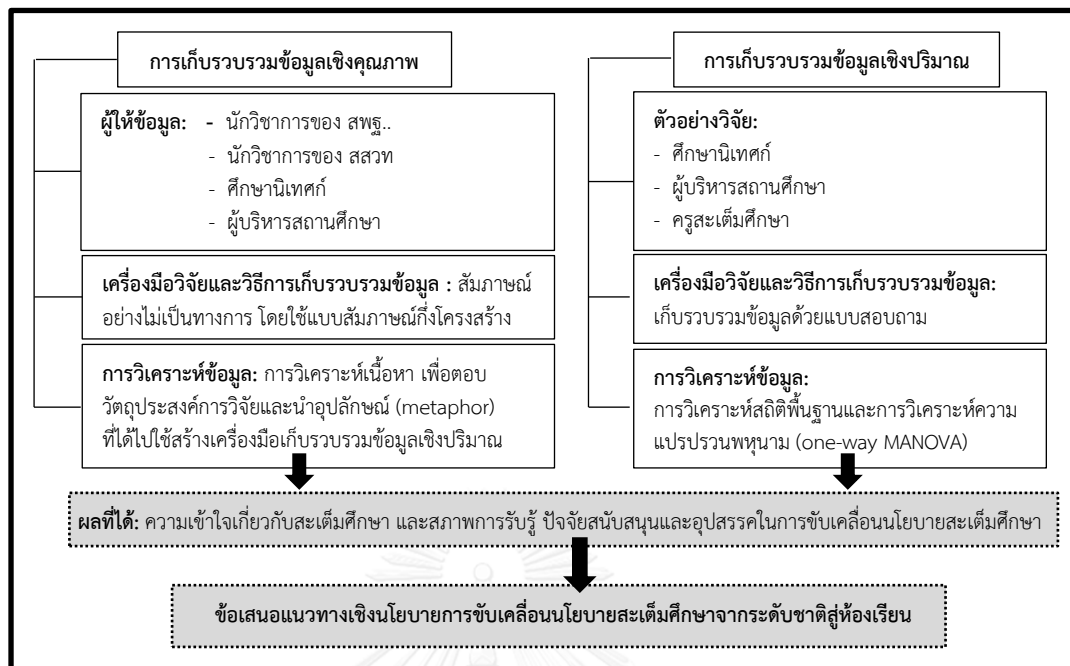 การเก็บรวบรวมข้อมูลเชิงคุณภาพ
ผู้ให้ข้อมูล: - นักวิชาการของ สพฐ..
- นักวิชาการของ สสวท
- ศึกษานิเทศก์
- ผู้บริหารสถานศึกษา
เครื่องมือวิจัยและวิธีการเก็บรวบรวมข้อมูล : สัมภาษณ์
อย่างไม่เป็นทางการ โดยใช้แบบสัมภาษณ์กึ่งโครงสร้าง
การวิเคราะห์ข้อมูล: การวิเคราะห์เนื้อหา เพื่อตอบ
วัตถุประสงค์การวิจัยและนำอุปลักษณ์ (metaphor)
ที่ได้ไปใช้สร้างเครื่องมือเก็บรวบรวมข้อมูลเชิงปริมาณ
การเก็บรวบรวมข้อมูลเชิงปริมาณ
ตัวอย่างวิจัย:
- ศึกษานิเทศก์
- ผู้บริหารสถานศึกษา
- ครูสะเต็มศึกษา
เครื่องมือวิจัยและวิธีการเก็บรวบรวมข้อมูล:
เก็บรวบรวมข้อมูลด้วยแบบสอบถาม
การวิเคราะห์ข้อมูล:
การวิเคราะห์สถิติพื้นฐานและการวิเคราะห์ความ
แปรปรวนพหุนาม (one-way MANOVA)
ผลที่ได้: ความเข้าใจเกี่ยวกับสะเต็มศึกษา และสภาพการรับรู้ ปัจจัยสนับสนุนและอุปสรรคในการขับเคลื่อนนโยบายสะเต็มศึกษา
ข้อเสนอแนวทางเชิงนโยบายการขับเคลื่อนนโยบายสะเต็มศึกษาจากระดับชาติสู่ห้องเรียน